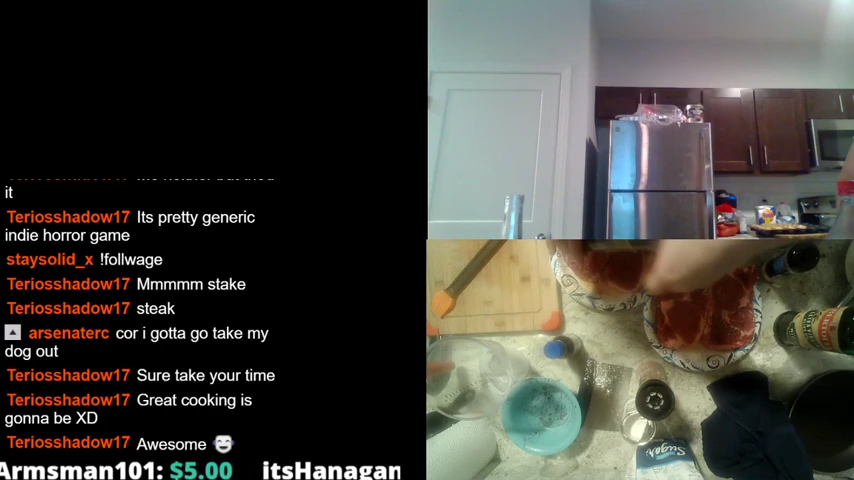 it
Teriosshadow17 Its pretty generic
indie horror game
staysolid_x !follwage
Teriosshadow17 Mmmmm stake
Teriosshadow17 steak
arsenaterc cor i gotta go take my
dog out
Teriosshadow17 Sure take your time
Teriosshadow17 Great cooking is
gonna be XD
Teriosshadow17 Awesome
Armsman101: $5.00 itsHanagan
Sugar